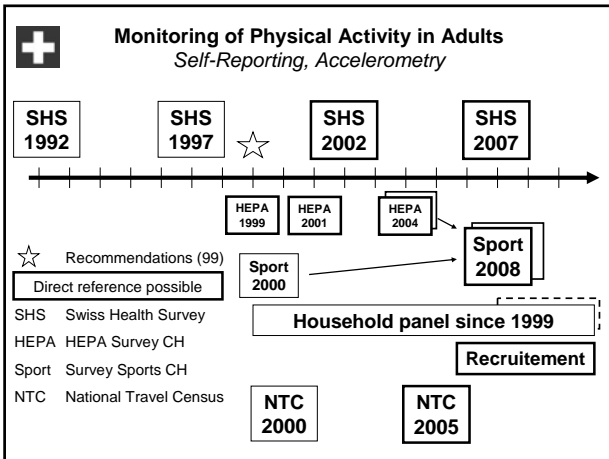 Monitoring of Physical Activity in Adults
Self-Reporting, Accelerometry
SHS
1992
SHS
1997
SHS
2002
SHS
2007
HEPA
1999
HEPA
2001
HEPA
2004
Sport
2008
Recommendations (99)
Sport
2000
Direct reference possible
SHS Swiss Health Survey
HEPA HEPA Survey CH
Sport Survey Sports CH
NTC National Travel Census
Household panel since 1999
Recruitement
NTC
2000
NTC
2005